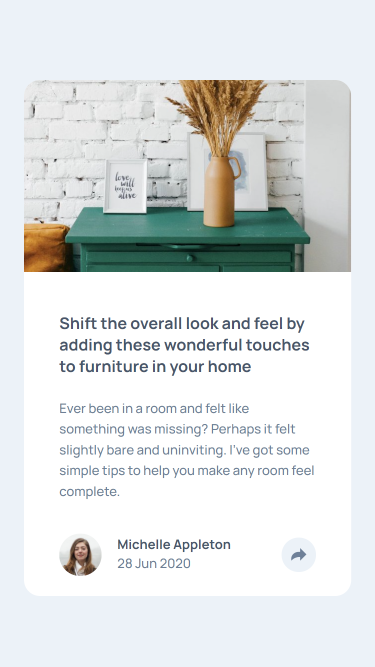 love
will
keep us
alive
Shift the overall look and feel by
adding these wonderful touches
to furniture in your home
Ever been in a room and felt like
something was missing? Perhaps it felt
slightly bare and uninviting. I've got some
simple tips to help you make any room feel
complete.
Michelle Appleton
28 Jun 2020